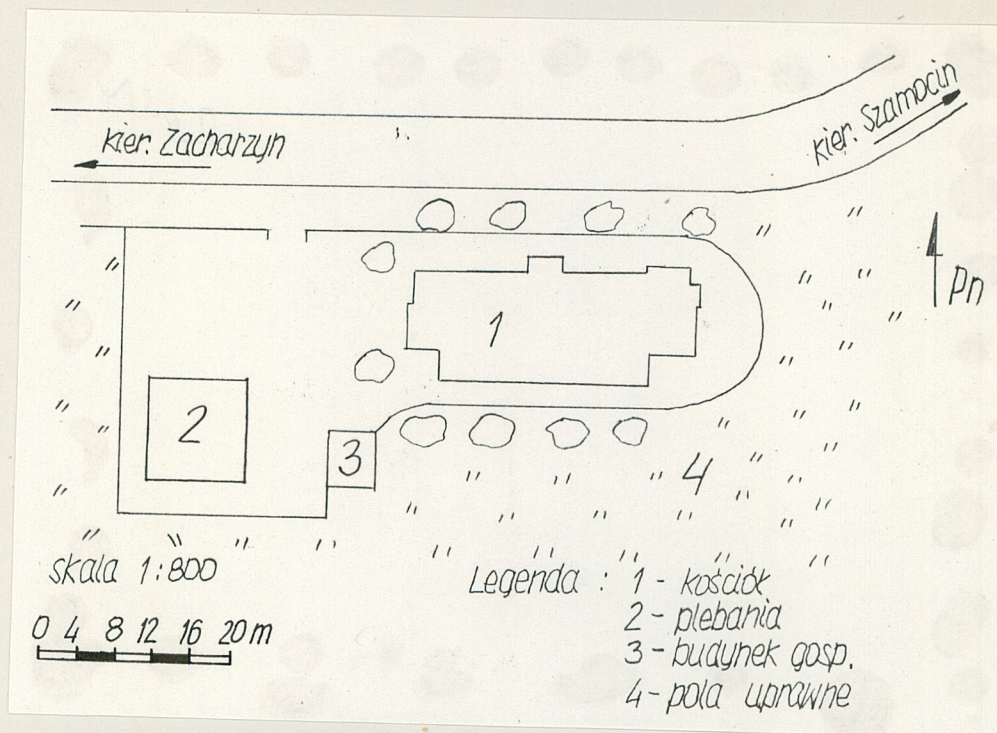 kier. Zacharzyn
kier. Szamocin
Pn
1
2
3
4
skala 1:800
0 4 8 12 16 20 m
Legenda : 1 - kościół
2 - plebania
3 - budynek gosp.
4 - pola uprawne